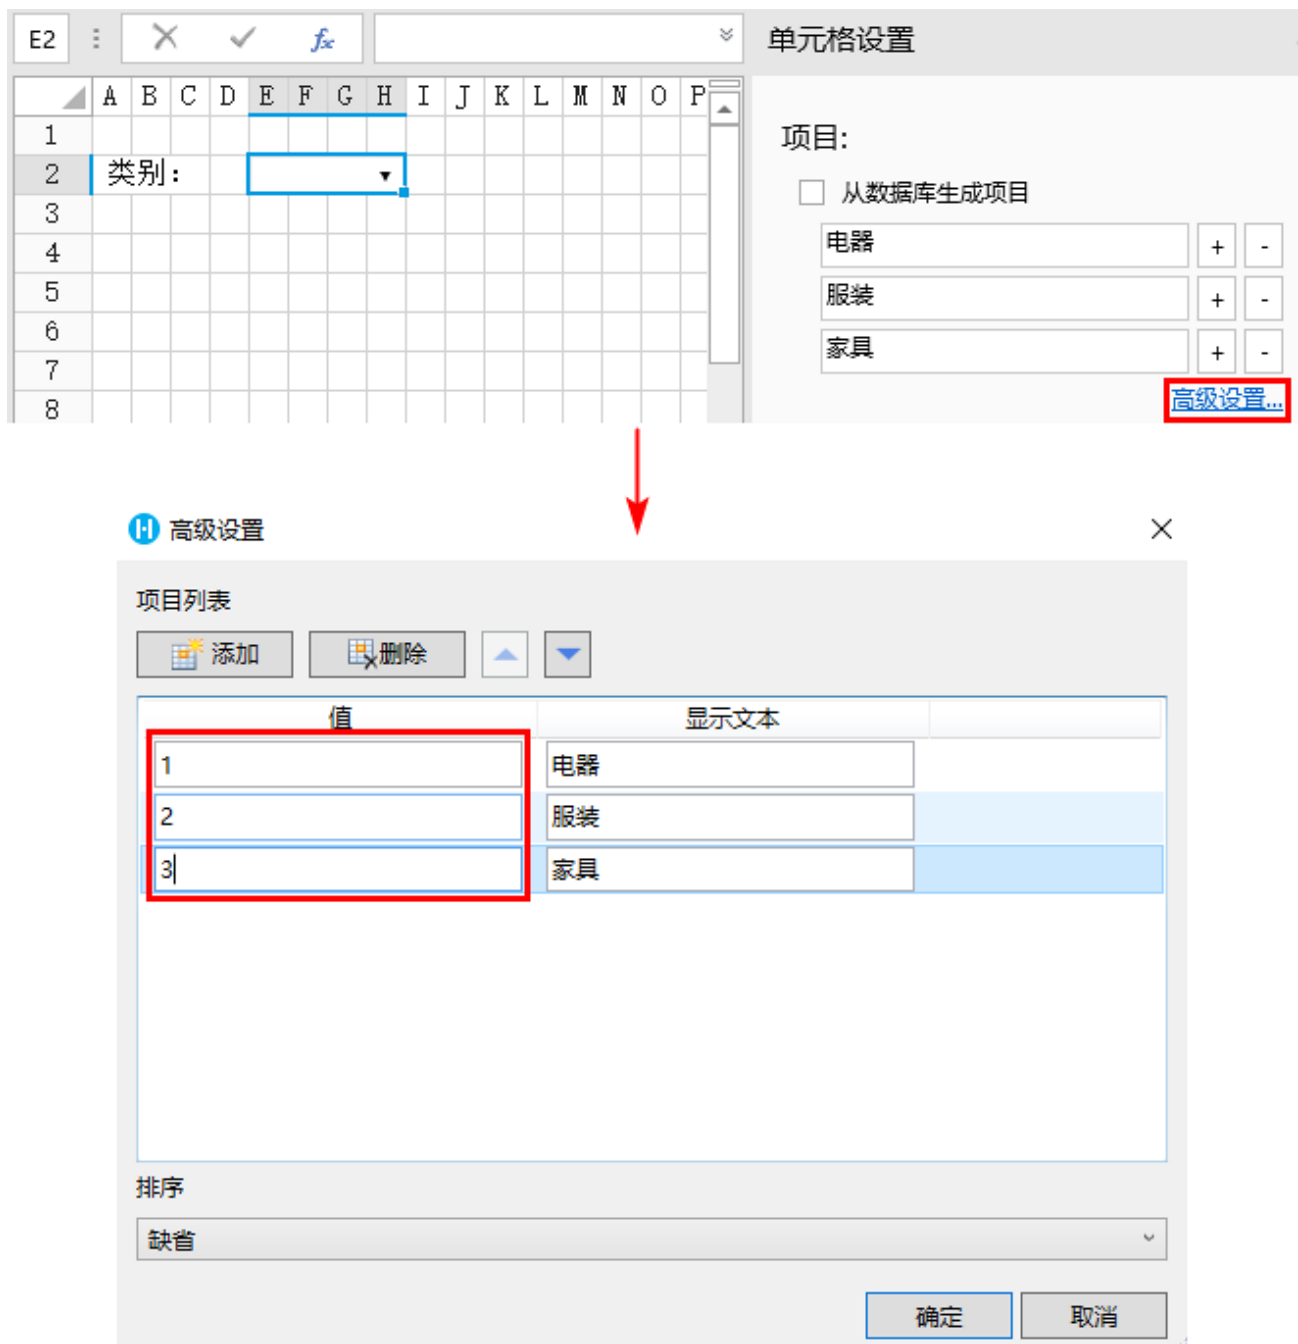 E2 fx 单元格设置
A B C D E F G H I J K L M N O P
1
2 类别：
3
4
5
6
7
8
项目:
从数据库生成项目
电器 + -
服装 + -
家具 + -
高级设置...
高级设置
项目列表
添加 删除
值 显示文本
1 电器
2 服装
3 家具
排序
缺省
确定 取消